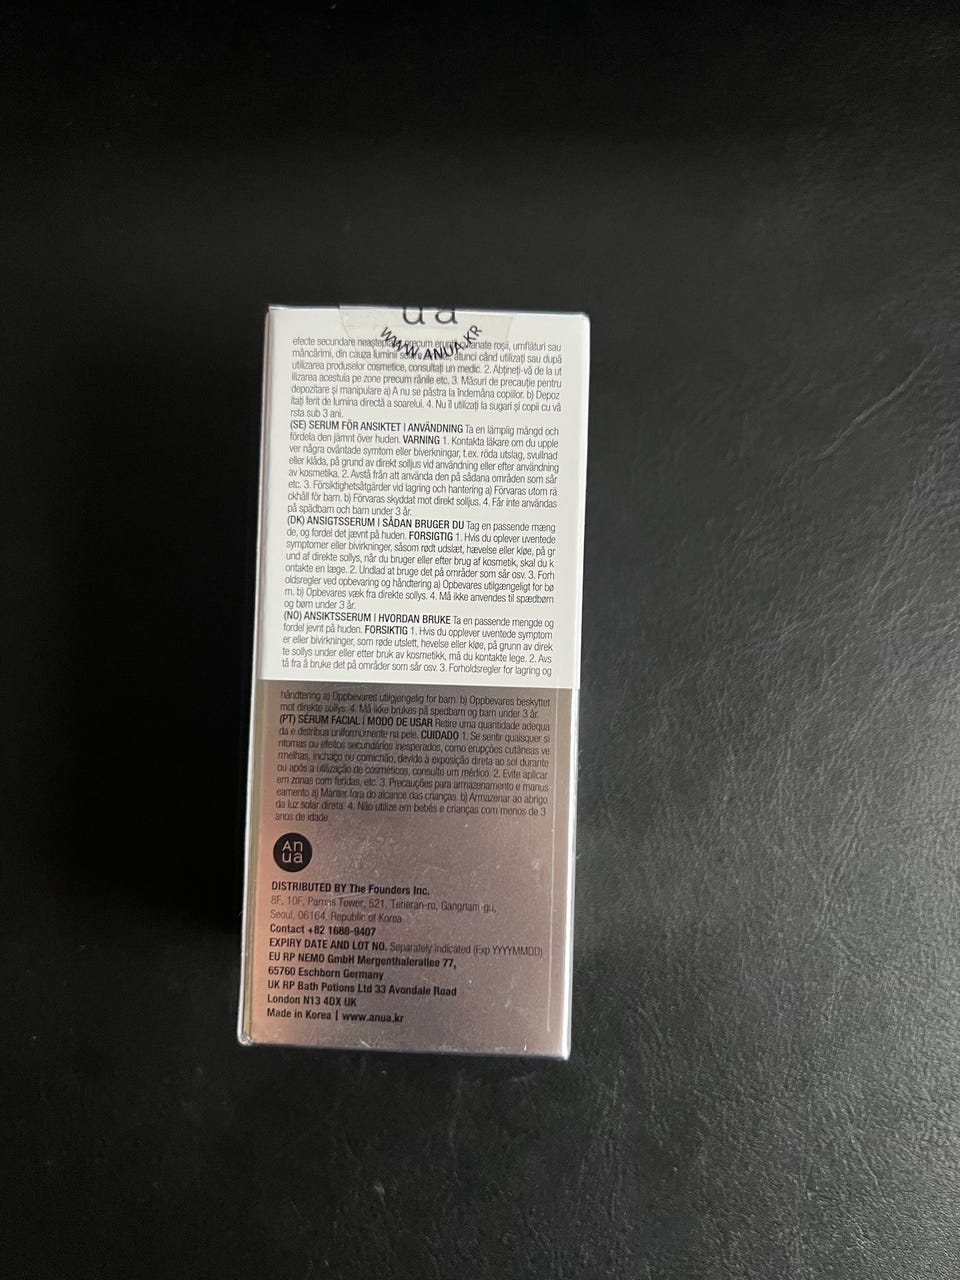 ua
WWW.ANUA.KR
efecte secundare precum roșii, umflături sau
mâncărimi, din cauza luminii atunci când utilizați sau după
utilizarea produselor cosmetice, consultați un medic. 2. Abțineți-vă de la ut
ilizarea acestuia pe zone precum rănile etc. 3. Măsuri de precauție pentru
depozitare și manipulare a) A nu se păstra la îndemâna copiilor. b) Depoz
itați ferit de lumina directă a soarelui. 4. Nu îl utilizați la sugari și copii cu vâ
rsta sub 3 ani.
(SE) SERUM FÖR ANSIKTET | ANVÄNDNING Ta en lämplig mängd och
fördela den jämnt över huden. VARNING 1. Kontakta läkare om du upple
ver några oväntade symtom eller biverkningar, t.ex. röda utslag, svullnad
eller klåda, på grund av direkt solljus vid användning eller efter användning
av kosmetika. 2. Avstå från att använda den på sådana områden som sår
etc. 3. Försiktighetsåtgärder vid lagring och hantering a) Förvaras utom rä
ckhåll för barn. b) Förvaras skyddat mot direkt solljus. 4. Får inte användas
på spädbarn och barn under 3 år.
(DK) ANSIGTSSERUM | SÅDAN BRUGER DU Tag en passende mæng
de, og fordel det jævnt på huden. FORSIGTIG 1. Hvis du oplever uventede
symptomer eller bivirkninger, såsom rødt udslæt, hævelse eller kløe, på gr
und af direkte sollys, når du bruger eller efter brug af kosmetik, skal du k
ontakte en læge. 2. Undlad at bruge det på områder som sår osv. 3. Forh
oldsregler ved opbevaring og håndtering a) Opbevares utilgængeligt for bø
rn. b) Opbevares væk fra direkte sollys. 4. Må ikke anvendes til spædbørn
og børn under 3 år.
(NO) ANSIKTSSERUM | HVORDAN BRUKE Ta en passende mengde og
fordel jevnt på huden. FORSIKTIG 1. Hvis du opplever uventede symptom
er eller bivirkninger, som røde utslett, hevelse eller kløe, på grunn av direk
te sollys under eller etter bruk av kosmetikk, må du kontakte lege. 2. Avs
tå fra å bruke det på områder som sår osv. 3. Forholdsregler for lagring og
håndtering a) Oppbevares utilgjengelig for barn. b) Oppbevares beskyttet
mot direkte sollys. 4. Må ikke brukes på spedbarn og barn under 3 år.
(PT) SÉRUM FACIAL | MODO DE USAR Retire uma quantidade adequa
da e distribua uniformemente na pele. CUIDADO 1. Se sentir quaisquer si
ntomas ou efeitos secundários inesperados, como erupções cutâneas ve
rmelhas, inchaço ou comichão, devido à exposição direta ao sol durante
ou após a utilização de cosméticos, consulte um médico. 2. Evite aplicar
em zonas com feridas, etc. 3. Precauções para armazenamento e manus
eamento a) Manter fora do alcance das crianças. b) Armazenar ao abrigo
da luz solar direta. 4. Não utilize em bebés e crianças com menos de 3
anos de idade.
An
ua
DISTRIBUTED BY The Founders Inc.
8F, 10F, Parnas Tower, 521, Teheran-ro, Gangnam-gu,
Seoul, 06164, Republic of Korea
Contact +82 1688-9407
EXPIRY DATE AND LOT NO. Separately indicated (Exp YYYYMMDD)
EU RP NEMO GmbH Mergenthalerallee 77,
65760 Eschborn Germany
UK RP Bath Potions Ltd 33 Avondale Road
London N13 4DX UK
Made in Korea | www.anua.kr